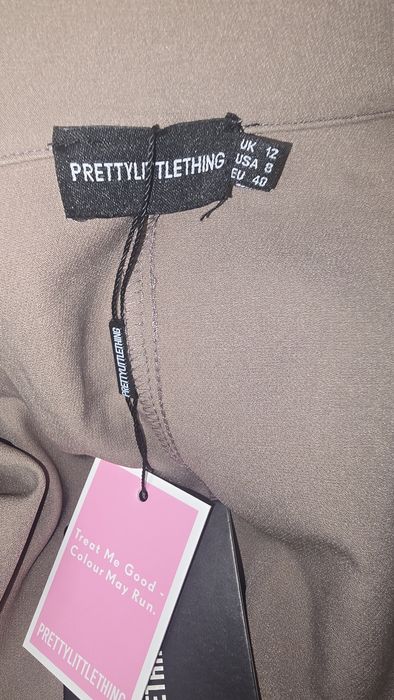 PRETTYLITTLETHING
UK 12
USA 8
EU 40
PRETTYLITTLETHING
Treat Me Good -
Colour May Run.
PRETTYLITTLETHING